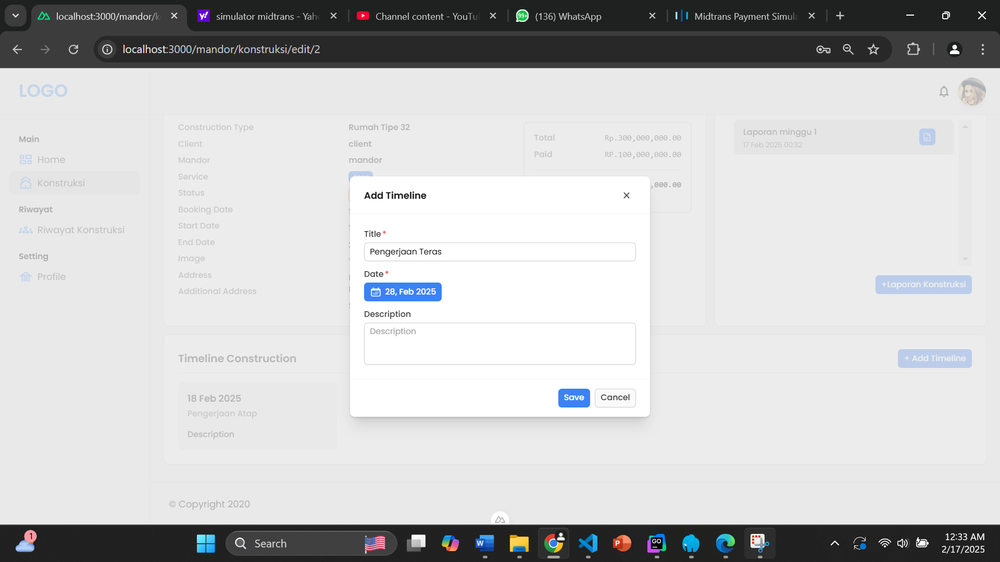 localhost:3000/mandor/k
simulator midtrans - Yah
Channel content - YouTu
99+
(136) WhatsApp
Midtrans Payment Simula
localhost:3000/mandor/konstruksi/edit/2
LOGO
Main
Home
Konstruksi
Riwayat
Riwayat Konstruksi
Setting
Profile
Construction Type
Rumah Tipe 32
Client
client
Mandor
mandor
Service
Status
Booking Date
Start Date
End Date
Image
Address
Additional Address
Total
Rp.300,000,000.00
Paid
RP.100,000,000.00
,000.00
Laporan minggu 1
17 Feb 2025 00:32
+Laporan Konstruksi
Add Timeline
Title*
Pengerjaan Teras
Date*
28, Feb 2025
Description
Description
Save
Cancel
Timeline Construction
+ Add Timeline
18 Feb 2025
Pengerjaan Atap
Description
© Copyright 2020
1
Search
W
P
GO
12:33 AM
2/17/2025